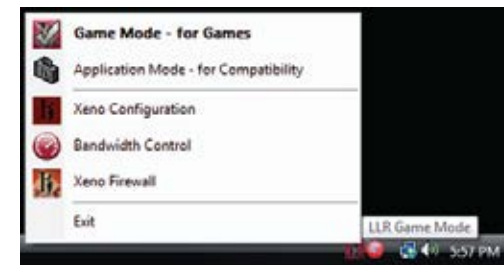 Game Mode - for Games
Application Mode - for Compatibility
Xeno Configuration
Bandwidth Control
Xeno Firewall
Exit
LLR Game Mode
5:57 PM